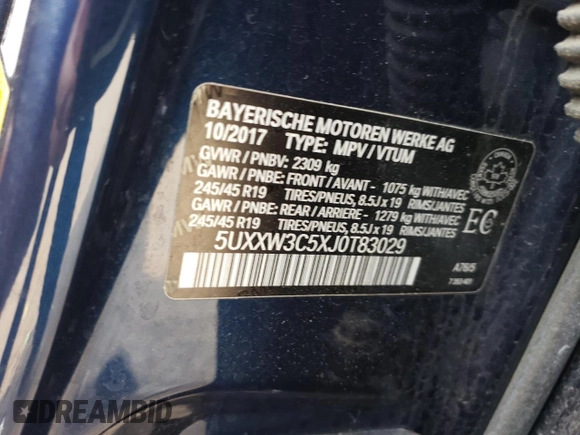 BAYERISCHE MOTOREN WERKE AG
10/2017 TYPE: MPV / VTUM
GVWR / PNBV: 2309 kg
GAWR / PNBE: FRONT / AVANT - 1075 kg WITH/AVEC
245/45 R19 TIRES/PNEUS, 8.5J x 19 RIMS/JANTES
GAWR / PNBE: REAR / ARRIERE - 1279 kg WITH/AVEC
245/45 R19 TIRES/PNEUS, 8.5J x 19 RIMS/JANTES
5UXXW3C5XJ0T83029
EC
A76/5
DREAMBID